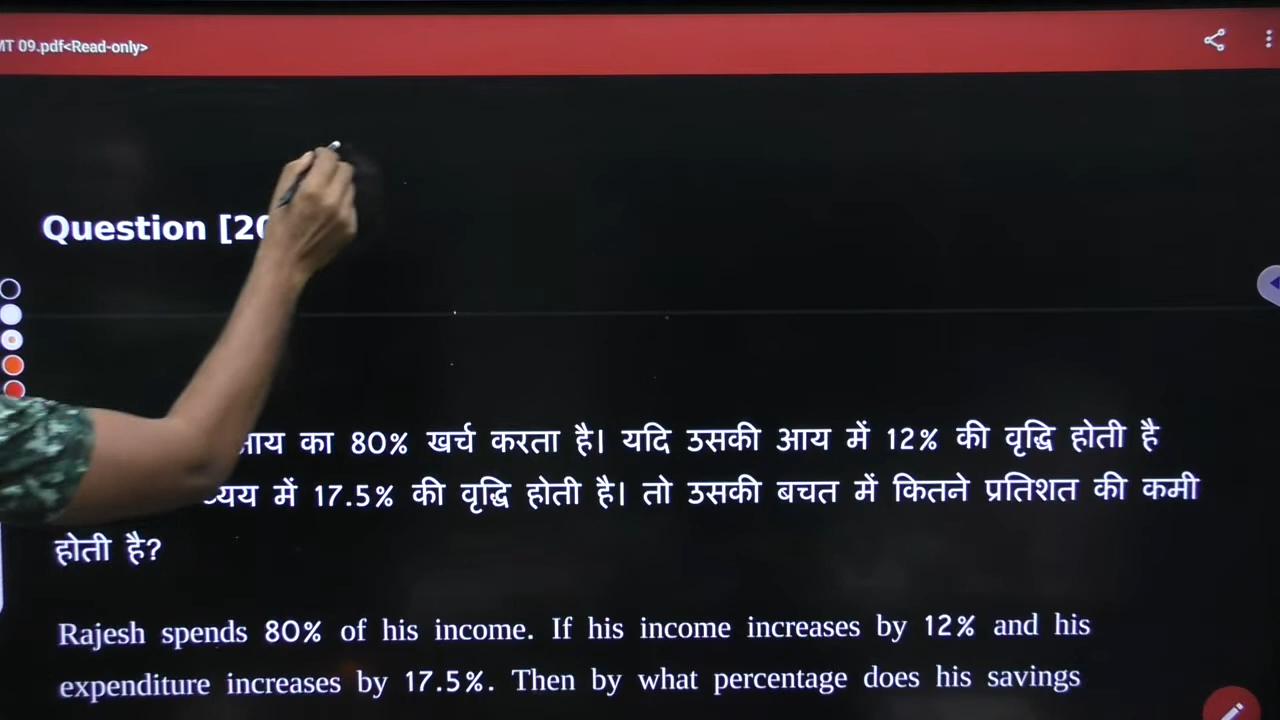 MT 09.pdf<Read-only>
Question [20
का 80% खर्च करता है। यदि उसकी आय में 12% की वृद्धि होती है
में 17.5% की वृद्धि होती है। तो उसकी बचत में कितने प्रतिशत की कमी
होती है?
Rajesh spends 80% of his income. If his income increases by 12% and his
expenditure increases by 17.5%. Then by what percentage does his savings